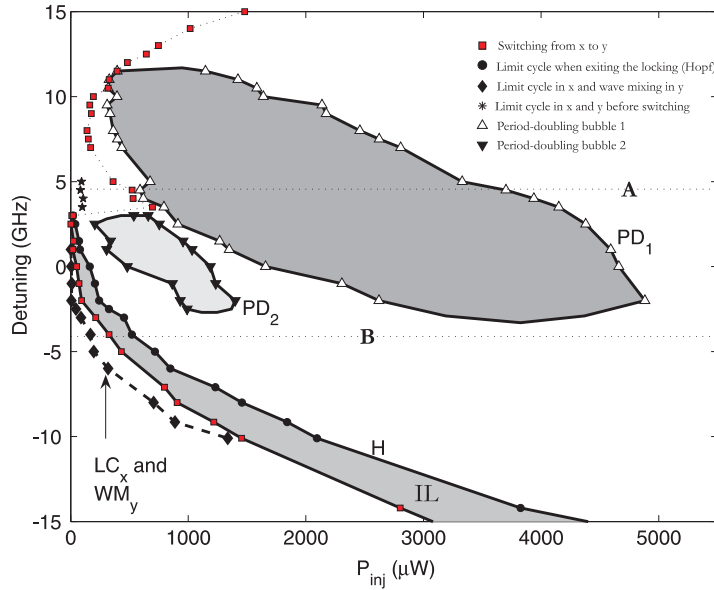 15
10
5
0
-5
-10
-15
Detuning (GHz)
Switching from x to y
Limit cycle when exiting the locking (Hopf)
Limit cycle in x and wave mixing in y
Limit cycle in x and y before switching
Period-doubling bubble 1
Period-doubling bubble 2
A
PD1
PD2
B
H
IL
LCx and
WMy
0 1000 2000 3000 4000 5000
Pinj (μW)